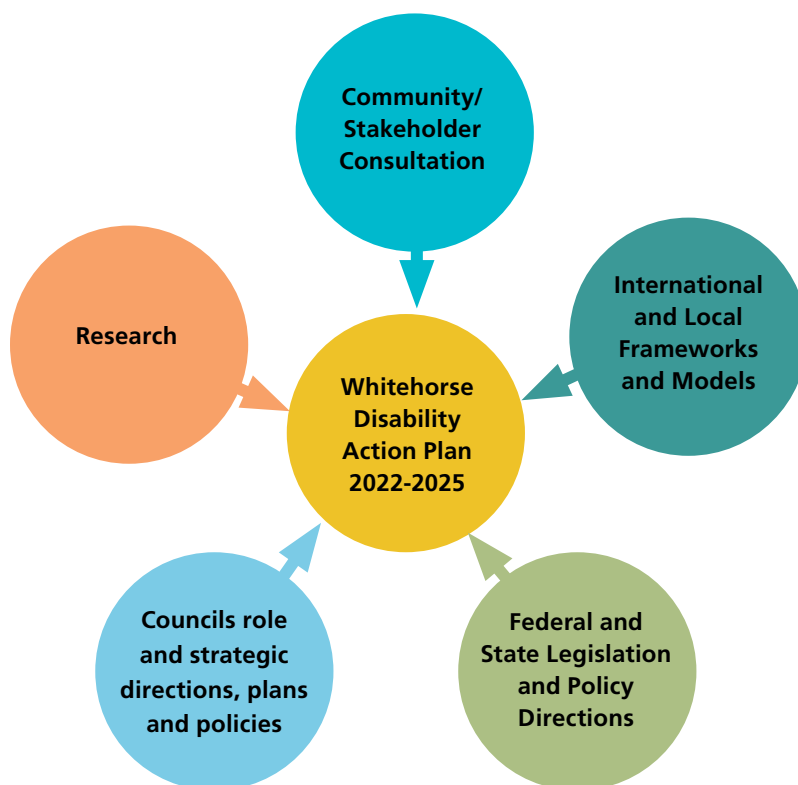 Community/
Stakeholder
Consultation
International
and Local
Frameworks
and Models
Research
Whitehorse
Disability
Action Plan
2022-2025
Councils role
and strategic
directions, plans
and policies
Federal and
State Legislation
and Policy
Directions